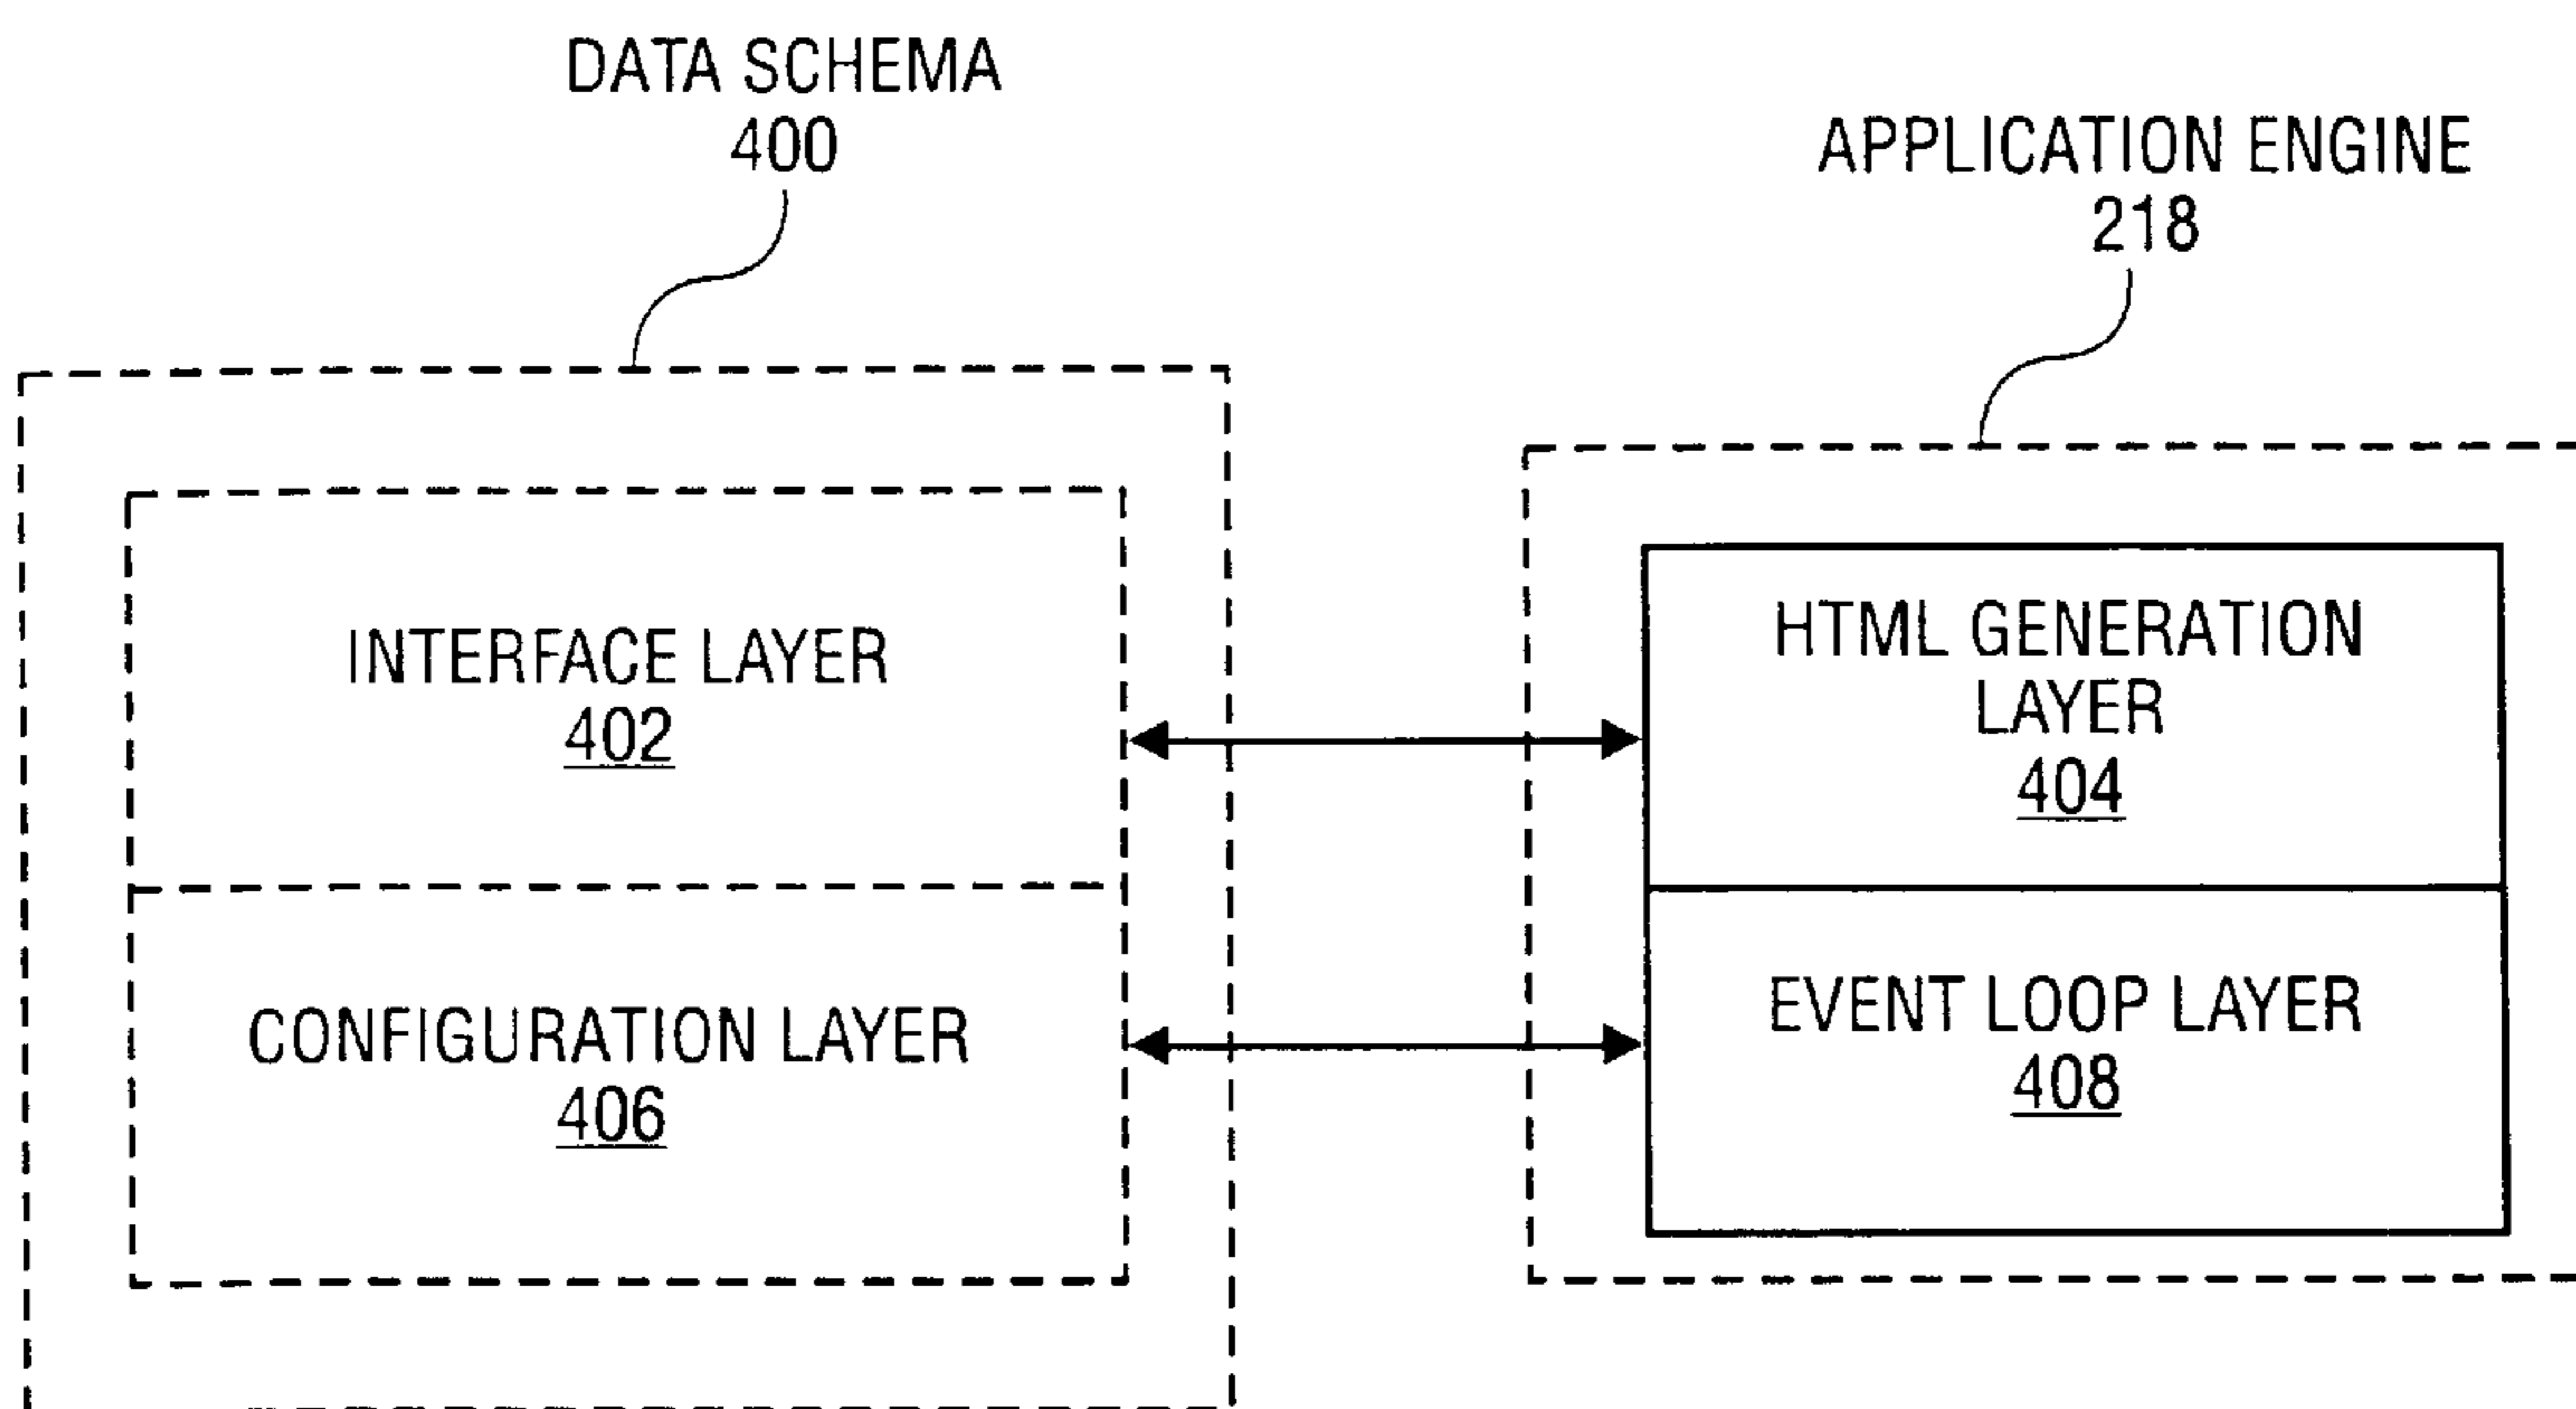 DATA SCHEMA
400
APPLICATION ENGINE
218
INTERFACE LAYER
402
HTML GENERATION
LAYER
404
CONFIGURATION LAYER
406
EVENT LOOP LAYER
408